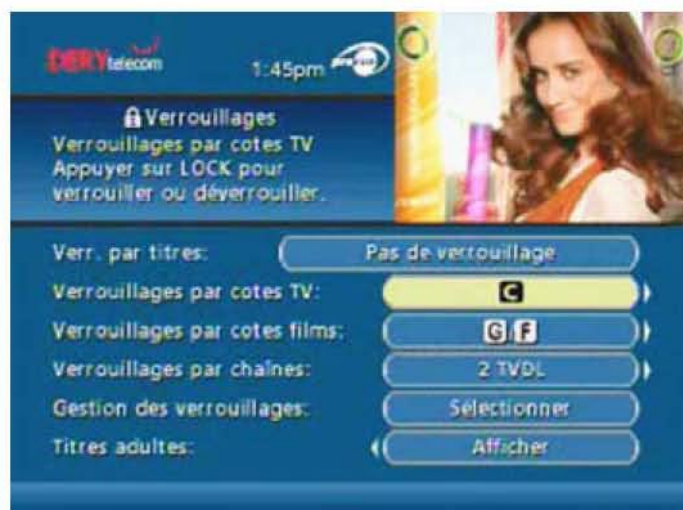 DERYtelecom
1:45pm
Verrouillages
Verrouillages par cotes TV
Appuyer sur LOCK pour
verrouiller ou déverrouiller.
Verr. par titres: Pas de verrouillage
Verrouillages par cotes TV: C
Verrouillages par cotes films: G F
Verrouillages par chaînes: 2 TVDL
Gestion des verrouillages: Sélectionner
Titres adultes: Afficher